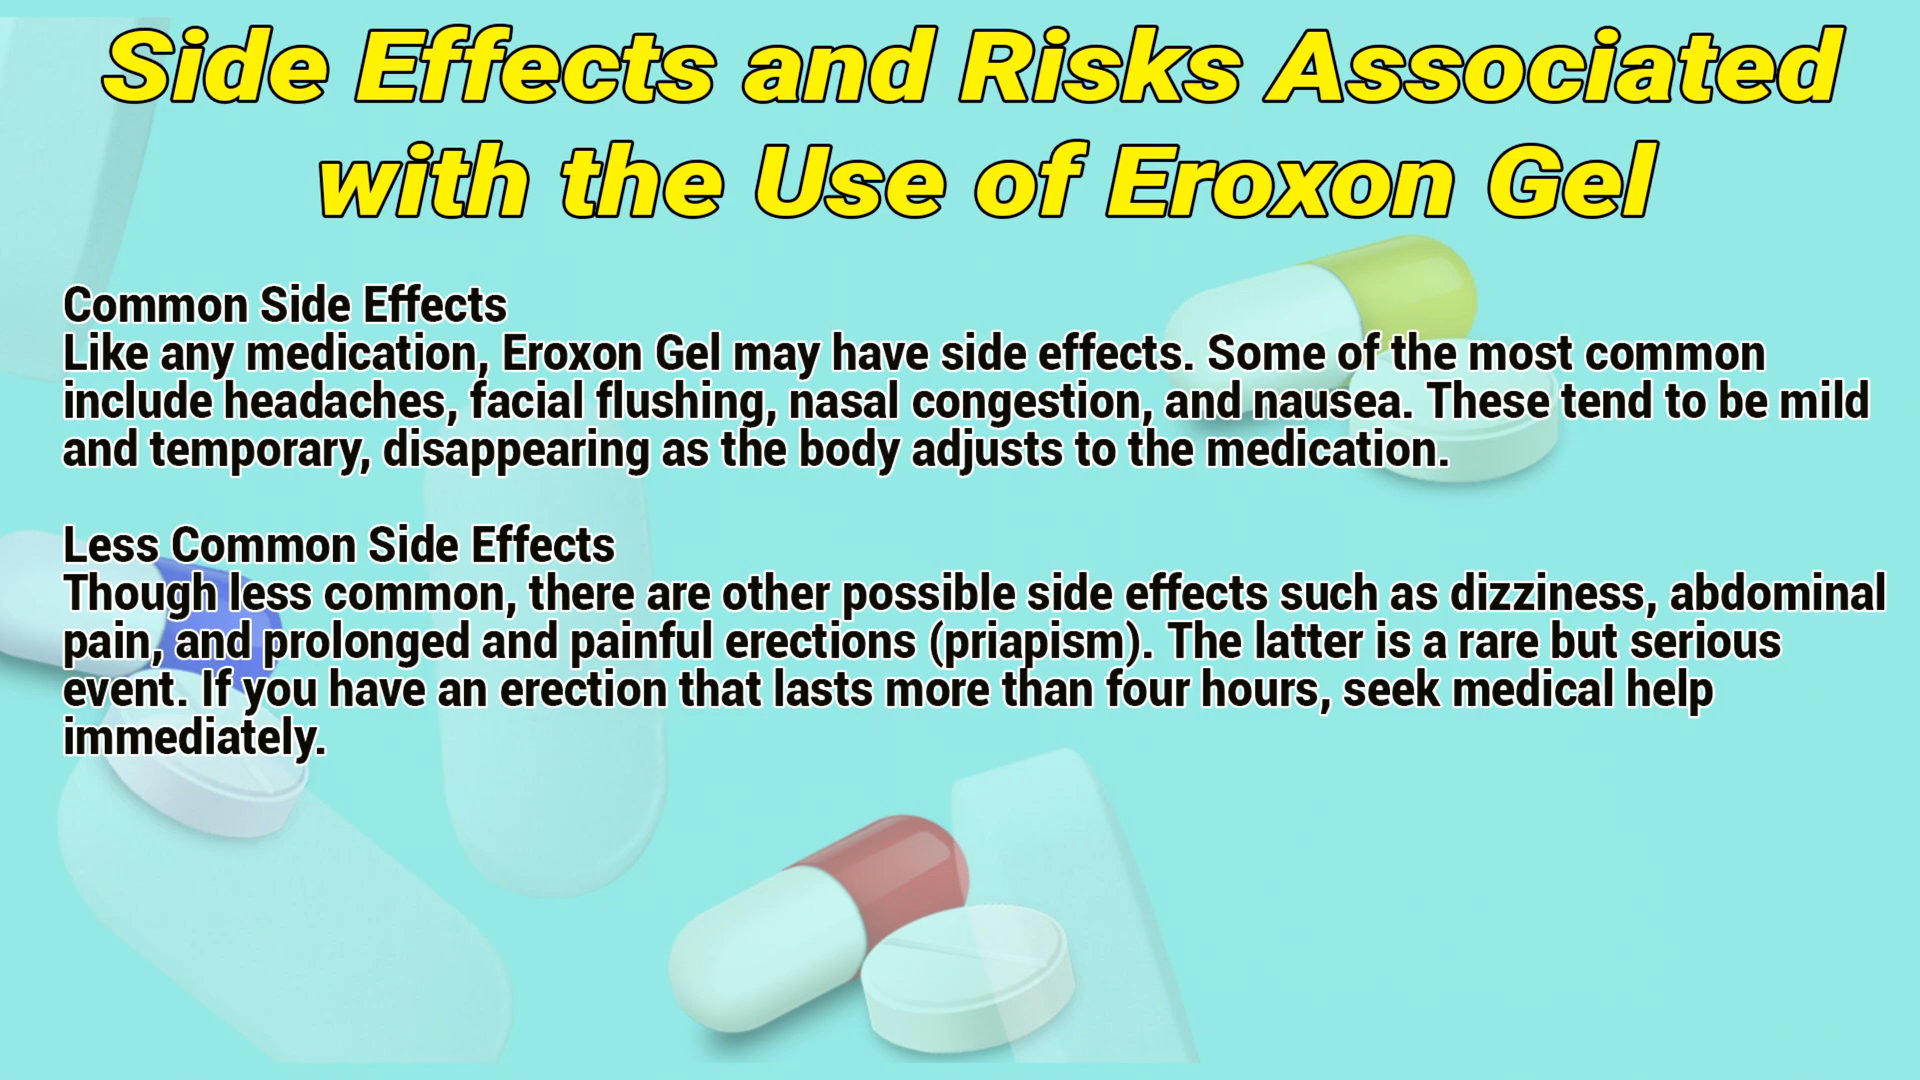 Side Effects and Risks Associated
with the Use of Eroxon Gel
Common Side Effects
Like any medication, Eroxon Gel may have side effects. Some of the most common
include headaches, facial flushing, nasal congestion, and nausea. These tend to be mild
and temporary, disappearing as the body adjusts to the medication.
Less Common Side Effects
Though less common, there are other possible side effects such as dizziness, abdominal
pain, and prolonged and painful erections (priapism). The latter is a rare but serious
event. If you have an erection that lasts more than four hours, seek medical help
immediately.